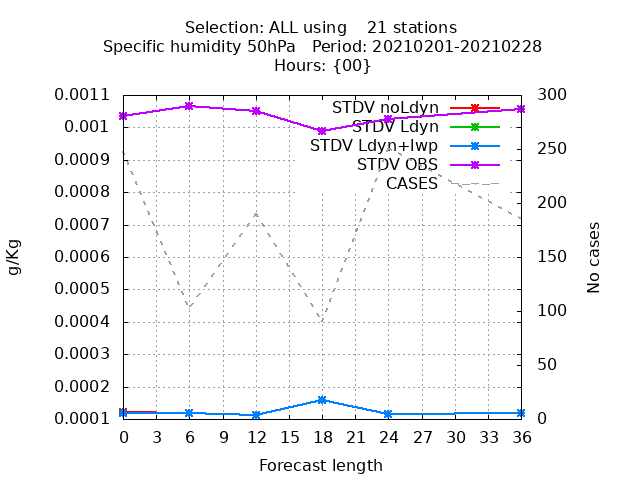 Selection: ALL using    21 stations
Specific humidity 50hPa   Period: 20210201-20210228
Hours: {00}
0.0011
0.001
0.0009
0.0008
0.0007
0.0006
0.0005
0.0004
0.0003
0.0002
0.0001
g/Kg
STDV noLdyn
STDV Ldyn
STDV Ldyn+lwp
STDV OBS
CASES
300
250
200
150
100
50
0
No cases
0 3 6 9 12 15 18 21 24 27 30 33 36
Forecast length